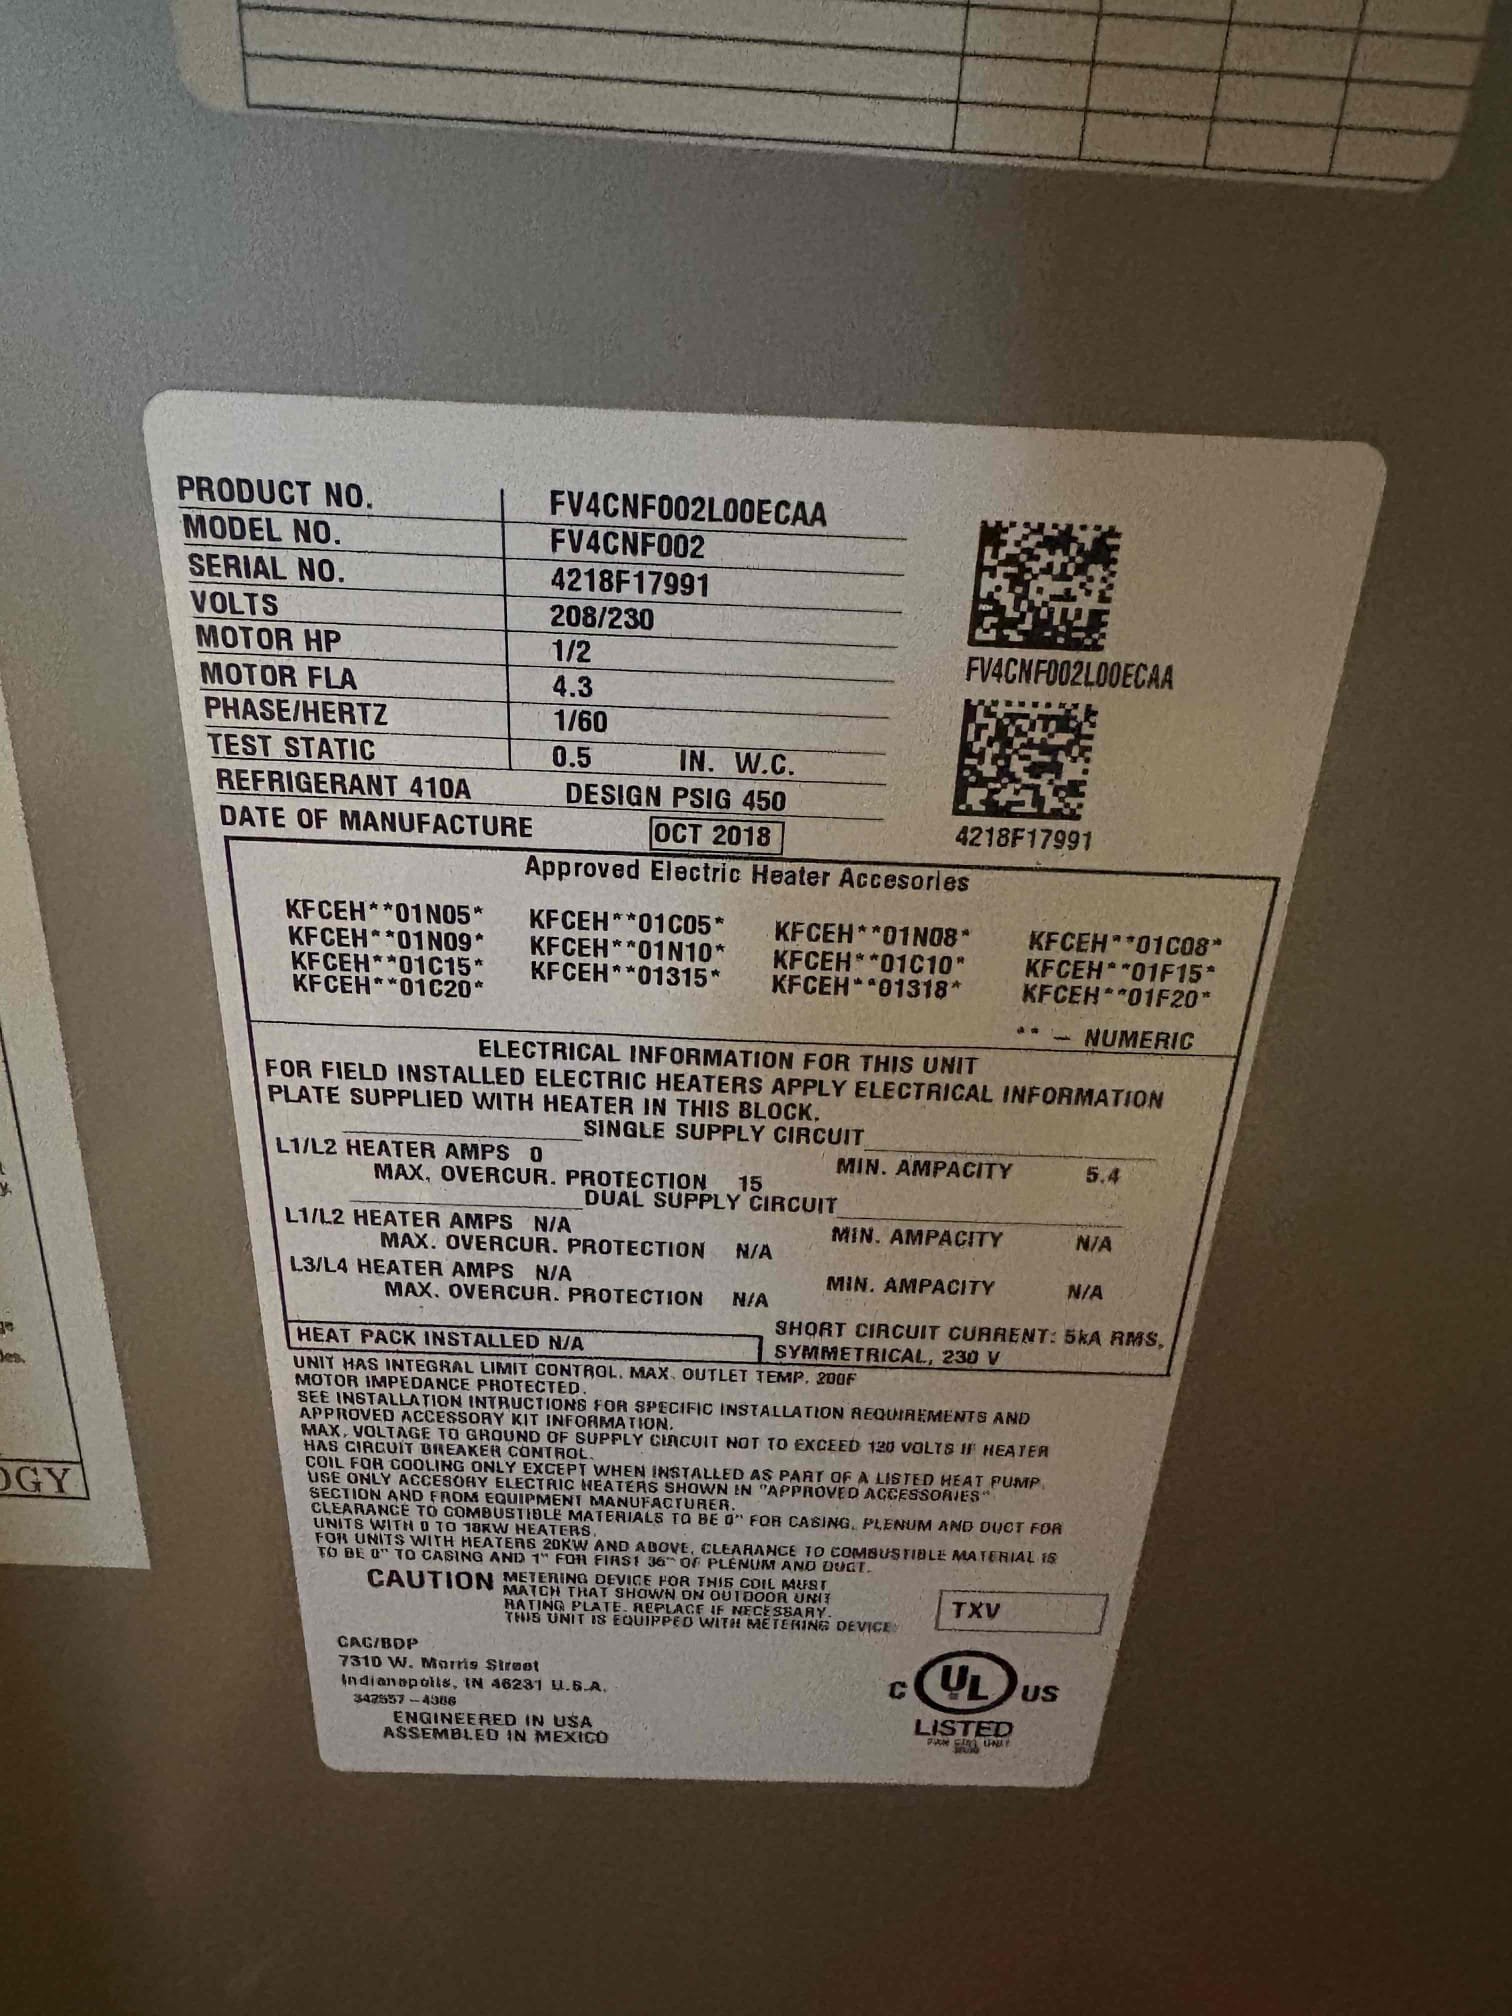 PRODUCT NO. FV4CNF002L00ECAA
MODEL NO. FV4CNF002
SERIAL NO. 4218F17991
VOLTS 208/230
MOTOR HP 1/2
MOTOR FLA 4.3
PHASE/HERTZ 1/60
TEST STATIC 0.5 IN. W.C.
REFRIGERANT 410A DESIGN PSIG 450
DATE OF MANUFACTURE OCT 2018
FV4CNF002L00ECAA
4218F17991
Approved Electric Heater Accesories
KFCEH**01N05* KFCEH**01C05* KFCEH**01N08* KFCEH**01C08*
KFCEH**01N09* KFCEH**01N10* KFCEH**01C10* KFCEH**01F15*
KFCEH**01C15* KFCEH**01315* KFCEH**01318* KFCEH**01F20*
KFCEH**01C20*
** – NUMERIC
ELECTRICAL INFORMATION FOR THIS UNIT
FOR FIELD INSTALLED ELECTRIC HEATERS APPLY ELECTRICAL INFORMATION
PLATE SUPPLIED WITH HEATER IN THIS BLOCK.
SINGLE SUPPLY CIRCUIT
L1/L2 HEATER AMPS 0 MIN. AMPACITY 5.4
MAX. OVERCUR. PROTECTION 15
DUAL SUPPLY CIRCUIT
L1/L2 HEATER AMPS N/A MIN. AMPACITY N/A
MAX. OVERCUR. PROTECTION N/A
L3/L4 HEATER AMPS N/A MIN. AMPACITY N/A
MAX. OVERCUR. PROTECTION N/A
HEAT PACK INSTALLED N/A
SHORT CIRCUIT CURRENT: 5kA RMS,
SYMMETRICAL, 230 V
UNIT HAS INTEGRAL LIMIT CONTROL. MAX. OUTLET TEMP. 200F
MOTOR IMPEDANCE PROTECTED.
SEE INSTALLATION INTRUCTIONS FOR SPECIFIC INSTALLATION REQUIREMENTS AND
APPROVED ACCESSORY KIT INFORMATION.
MAX. VOLTAGE TO GROUND OF SUPPLY CIRCUIT NOT TO EXCEED 120 VOLTS IF HEATER
HAS CIRCUIT BREAKER CONTROL.
COIL FOR COOLING ONLY EXCEPT WHEN INSTALLED AS PART OF A LISTED HEAT PUMP.
USE ONLY ACCESORY ELECTRIC HEATERS SHOWN IN "APPROVED ACCESSORIES"
SECTION AND FROM EQUIPMENT MANUFACTURER.
CLEARANCE TO COMBUSTIBLE MATERIALS TO BE 0" FOR CASING, PLENUM AND DUCT FOR
UNITS WITH 0 TO 18KW HEATERS.
FOR UNITS WITH HEATERS 20KW AND ABOVE, CLEARANCE TO COMBUSTIBLE MATERIAL IS
TO BE 0" TO CASING AND 1" FOR FIRST 36" OF PLENUM AND DUCT.
CAUTION METERING DEVICE FOR THIS COIL MUST
MATCH THAT SHOWN ON OUTDOOR UNIT
RATING PLATE. REPLACE IF NECESSARY.
THIS UNIT IS EQUIPPED WITH METERING DEVICE:
TXV
CAC/BDP
7310 W. Morris Street
Indianapolis, IN 46231 U.S.A.
ENGINEERED IN USA
ASSEMBLED IN MEXICO
C UL US
LISTED
OGY